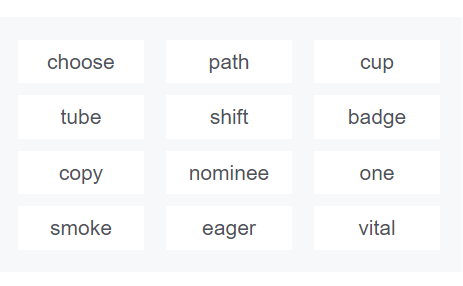 choose path cup
tube shift badge
copy nominee one
smoke eager vital